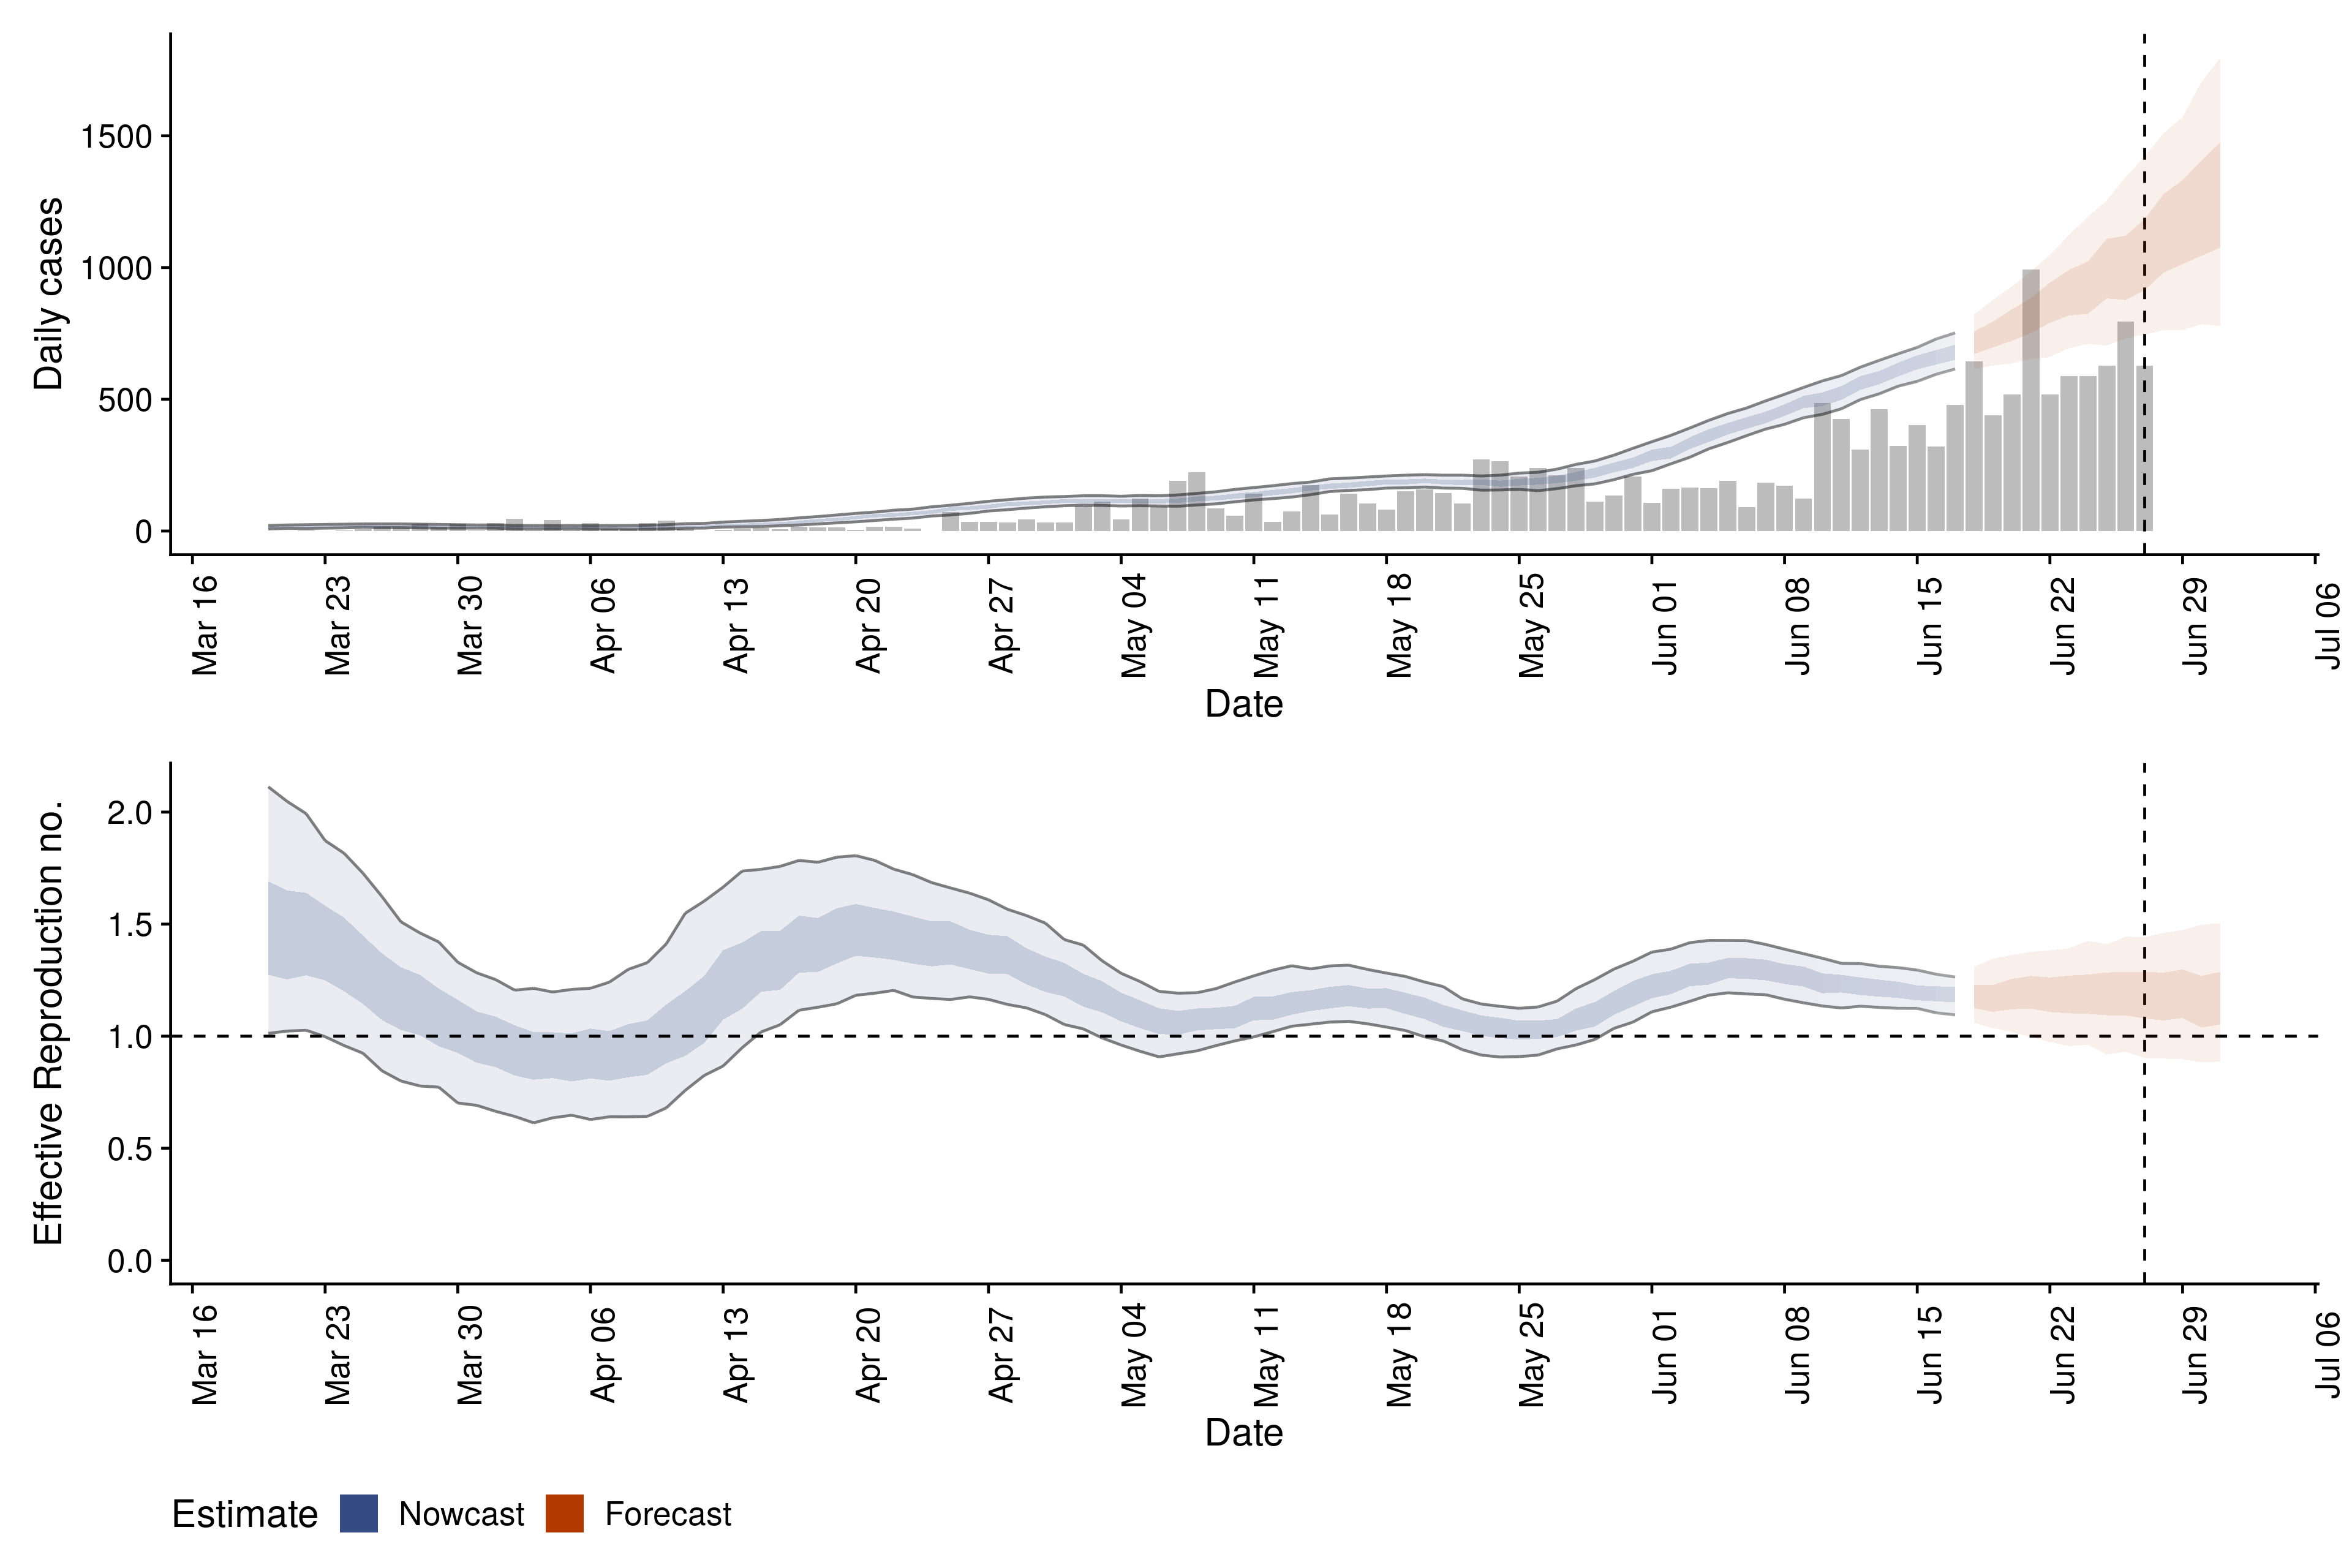 Daily cases
1500
1000
500
0
Mar 16
Mar 23
Mar 30
Apr 06
Apr 13
Apr 20
Apr 27
May 04
May 11
May 18
May 25
Jun 01
Jun 08
Jun 15
Jun 22
Jun 29
Jul 06
Date
Effective Reproduction no.
2.0
1.5
1.0
0.5
0.0
Mar 16
Mar 23
Mar 30
Apr 06
Apr 13
Apr 20
Apr 27
May 04
May 11
May 18
May 25
Jun 01
Jun 08
Jun 15
Jun 22
Jun 29
Jul 06
Date
Estimate Nowcast Forecast